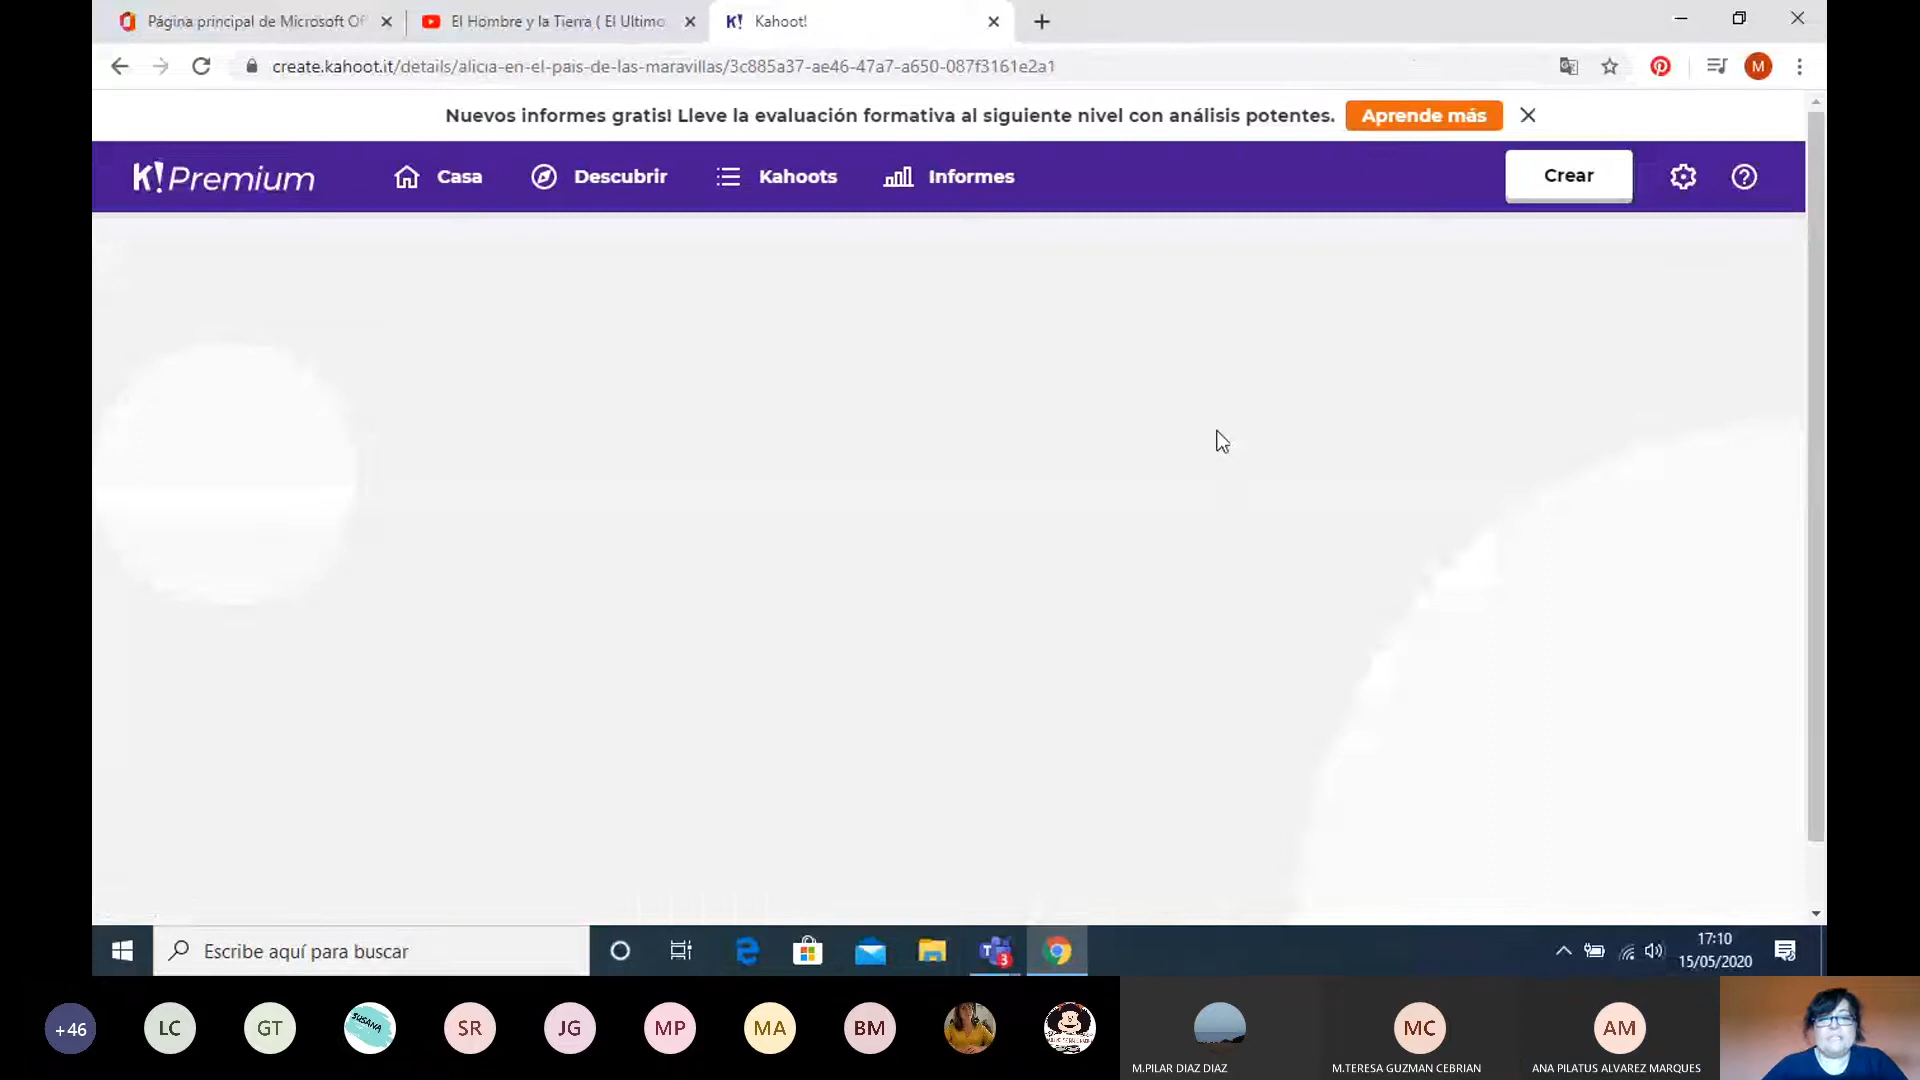 Página principal de Microsoft Of
El Hombre y la Tierra ( El Ultimo
K! Kahoot!
create.kahoot.it/details/alicia-en-el-pais-de-las-maravillas/3c885a37-ae46-47a7-a650-087f3161e2a1
M
Nuevos informes gratis! Lleve la evaluación formativa al siguiente nivel con análisis potentes. Aprende más
K! Premium Casa Descubrir Kahoots Informes Crear
Escribe aquí para buscar
3
17:10
15/05/2020
+46 LC GT SUSANA SR JG MP MA BM MC AM
M.PILAR DIAZ DIAZ M.TERESA GUZMAN CEBRIAN ANA PILATUS ALVAREZ MARQUES